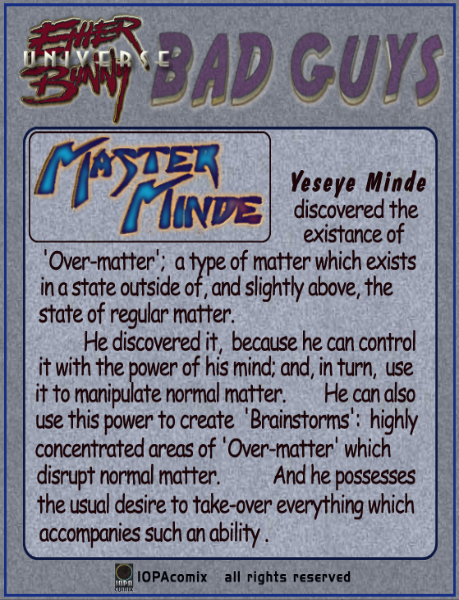 ETHER
UNIVERSE
BUNNY
BAD GUYS
MASTER
MINDE
Yeseye Minde
discovered the
existance of
'Over-matter'; a type of matter which exists
in a state outside of, and slightly above, the
state of regular matter.
He discovered it, because he can control
it with the power of his mind; and, in turn, use
it to manipulate normal matter. He can also
use this power to create 'Brainstorms': highly
concentrated areas of 'Over-matter' which
disrupt normal matter. And he possesses
the usual desire to take-over everything which
accompanies such an ability.
IOPA
COMIX
IOPAcomix all rights reserved